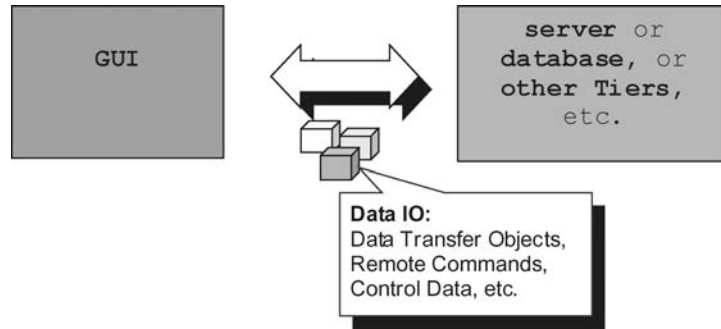 GUI
server or
database, or
other Tiers,
etc.
Data IO:
Data Transfer Objects,
Remote Commands,
Control Data, etc.